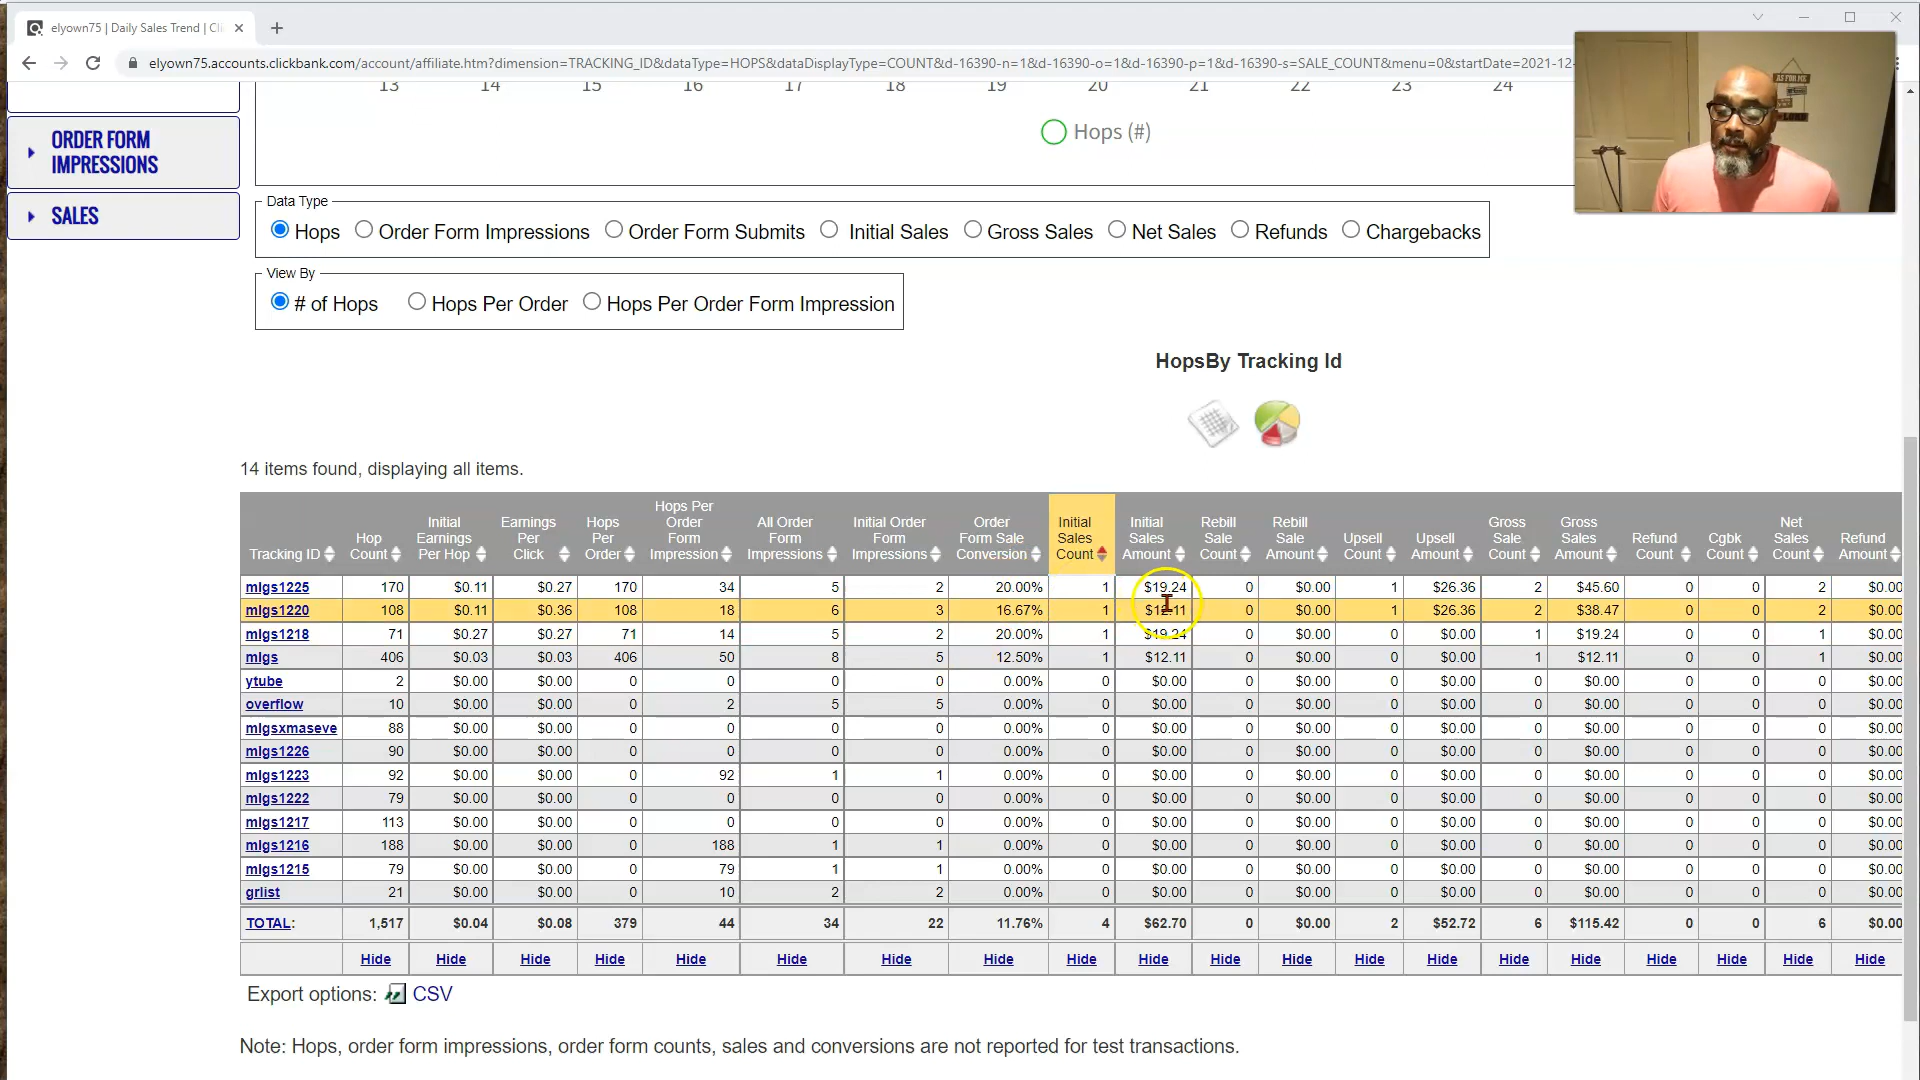 elyown75 | Daily Sales Trend | Cli
elyown75.accounts.clickbank.com/account/affiliate.htm?dimension=TRACKING_ID&dataType=HOPS&dataDisplayType=COUNT&d-16390-n=1&d-16390-o=1&d-16390-p=1&d-16390-s=SALE_COUNT&menu=0&startDate=2021-12-
13 14 15 16 17 18 19 20 21 22 23 24
Hops (#)
ORDER FORM
IMPRESSIONS
SALES
Data Type
Hops Order Form Impressions Order Form Submits Initial Sales Gross Sales Net Sales Refunds Chargebacks
View By
# of Hops Hops Per Order Hops Per Order Form Impression
AS FOR ME
LORD
HopsBy Tracking Id
14 items found, displaying all items.
Tracking ID Hop Count Initial Earnings Per Hop Earnings Per Click Hops Per Order Hops Per Order Form Impression All Order Form Impressions Initial Order Form Impressions Order Form Sale Conversion Initial Sales Count Initial Sales Amount Rebill Sale Count Rebill Sale Amount Upsell Count Upsell Amount Gross Sale Count Gross Sales Amount Refund Count Cgbk Count Net Sales Count Refund Amount
mlgs1225 170 $0.11 $0.27 170 34 5 2 20.00% 1 $19.24 0 $0.00 1 $26.36 2 $45.60 0 0 2 $0.00
mlgs1220 108 $0.11 $0.36 108 18 6 3 16.67% 1 $12.11 0 $0.00 1 $26.36 2 $38.47 0 0 2 $0.00
mlgs1218 71 $0.27 $0.27 71 14 5 2 20.00% 1 $19.24 0 $0.00 0 $0.00 1 $19.24 0 0 1 $0.00
mlgs 406 $0.03 $0.03 406 50 8 5 12.50% 1 $12.11 0 $0.00 0 $0.00 1 $12.11 0 0 1 $0.00
ytube 2 $0.00 $0.00 0 0 0 0 0.00% 0 $0.00 0 $0.00 0 $0.00 0 $0.00 0 0 0 $0.00
overflow 10 $0.00 $0.00 0 2 5 5 0.00% 0 $0.00 0 $0.00 0 $0.00 0 $0.00 0 0 0 $0.00
mlgsxmaseve 88 $0.00 $0.00 0 0 0 0 0.00% 0 $0.00 0 $0.00 0 $0.00 0 $0.00 0 0 0 $0.00
mlgs1226 90 $0.00 $0.00 0 0 0 0 0.00% 0 $0.00 0 $0.00 0 $0.00 0 $0.00 0 0 0 $0.00
mlgs1223 92 $0.00 $0.00 0 92 1 1 0.00% 0 $0.00 0 $0.00 0 $0.00 0 $0.00 0 0 0 $0.00
mlgs1222 79 $0.00 $0.00 0 0 0 0 0.00% 0 $0.00 0 $0.00 0 $0.00 0 $0.00 0 0 0 $0.00
mlgs1217 113 $0.00 $0.00 0 0 0 0 0.00% 0 $0.00 0 $0.00 0 $0.00 0 $0.00 0 0 0 $0.00
mlgs1216 188 $0.00 $0.00 0 188 1 1 0.00% 0 $0.00 0 $0.00 0 $0.00 0 $0.00 0 0 0 $0.00
mlgs1215 79 $0.00 $0.00 0 79 1 1 0.00% 0 $0.00 0 $0.00 0 $0.00 0 $0.00 0 0 0 $0.00
grlist 21 $0.00 $0.00 0 10 2 2 0.00% 0 $0.00 0 $0.00 0 $0.00 0 $0.00 0 0 0 $0.00
TOTAL: 1,517 $0.04 $0.08 379 44 34 22 11.76% 4 $62.70 0 $0.00 2 $52.72 6 $115.42 0 0 6 $0.00
Hide Hide Hide Hide Hide Hide Hide Hide Hide Hide Hide Hide Hide Hide Hide Hide Hide Hide Hide Hide
Export options: CSV
Note: Hops, order form impressions, order form counts, sales and conversions are not reported for test transactions.